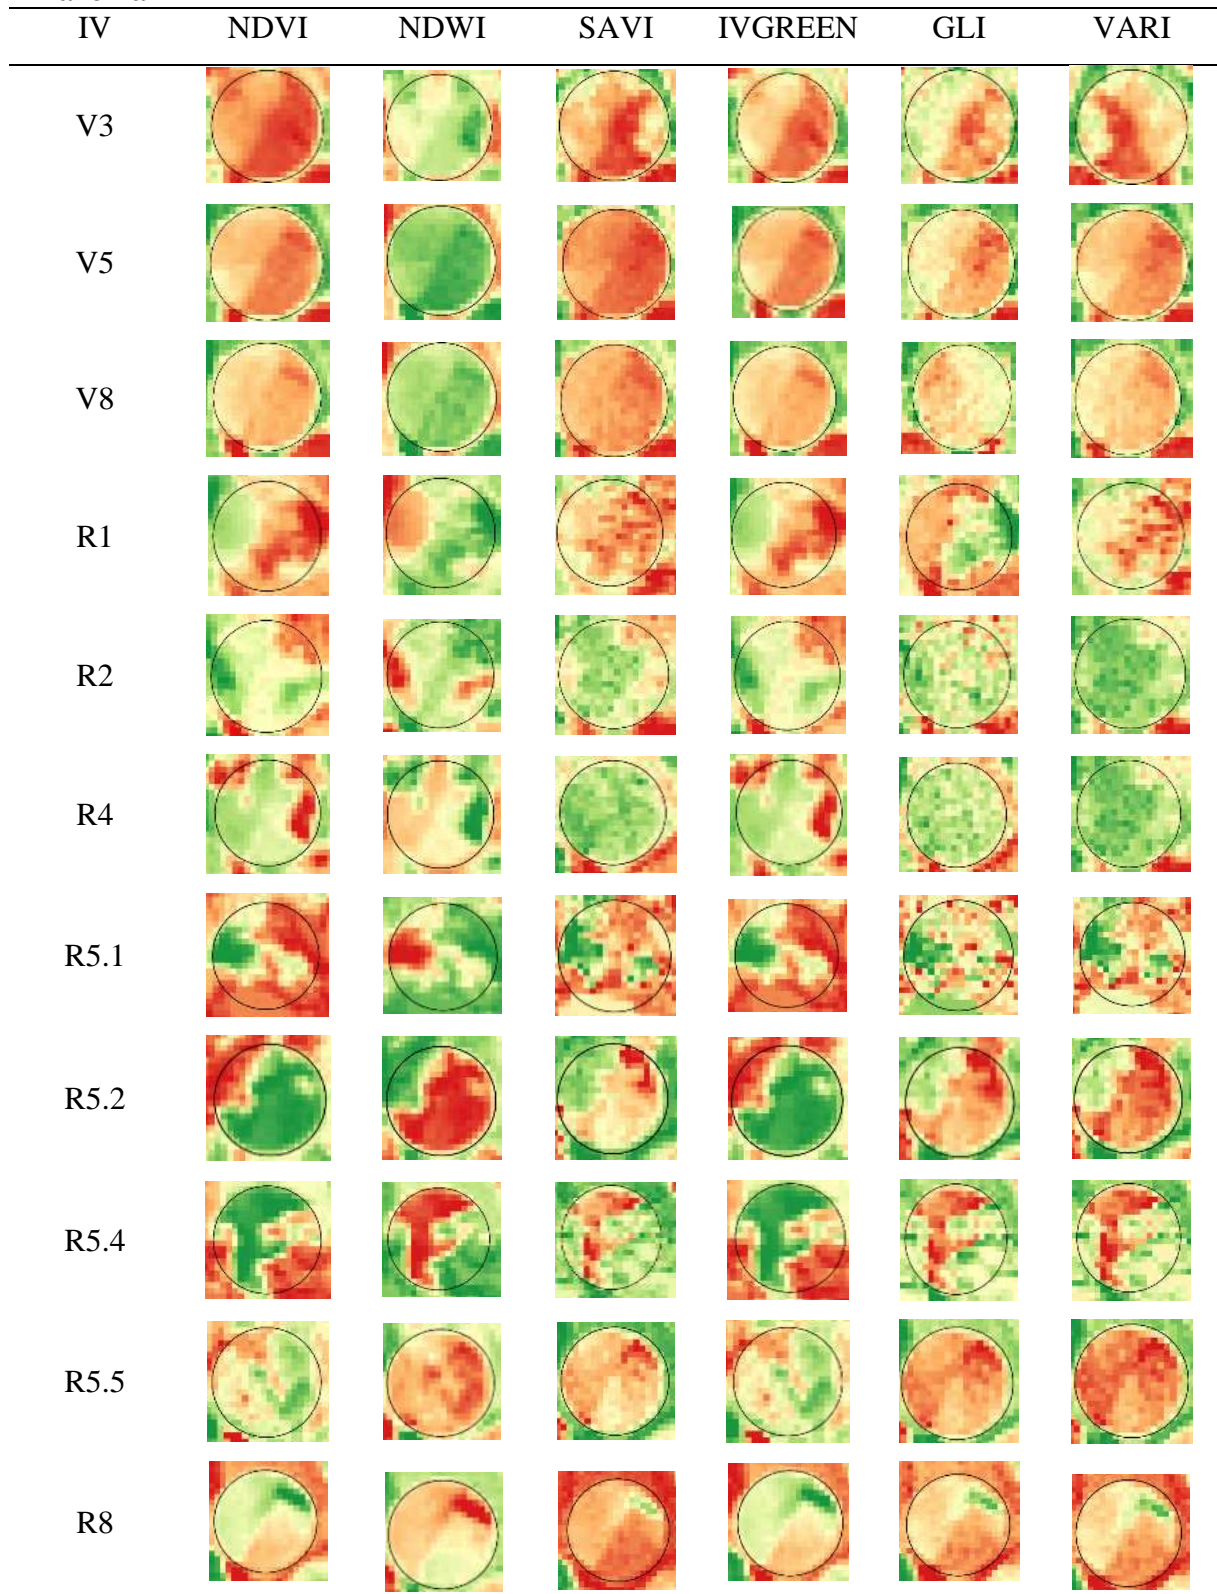 IV NDVI NDWI SAVI IVGREEN GLI VARI
V3
V5
V8
R1
R2
R4
R5.1
R5.2
R5.4
R5.5
R8